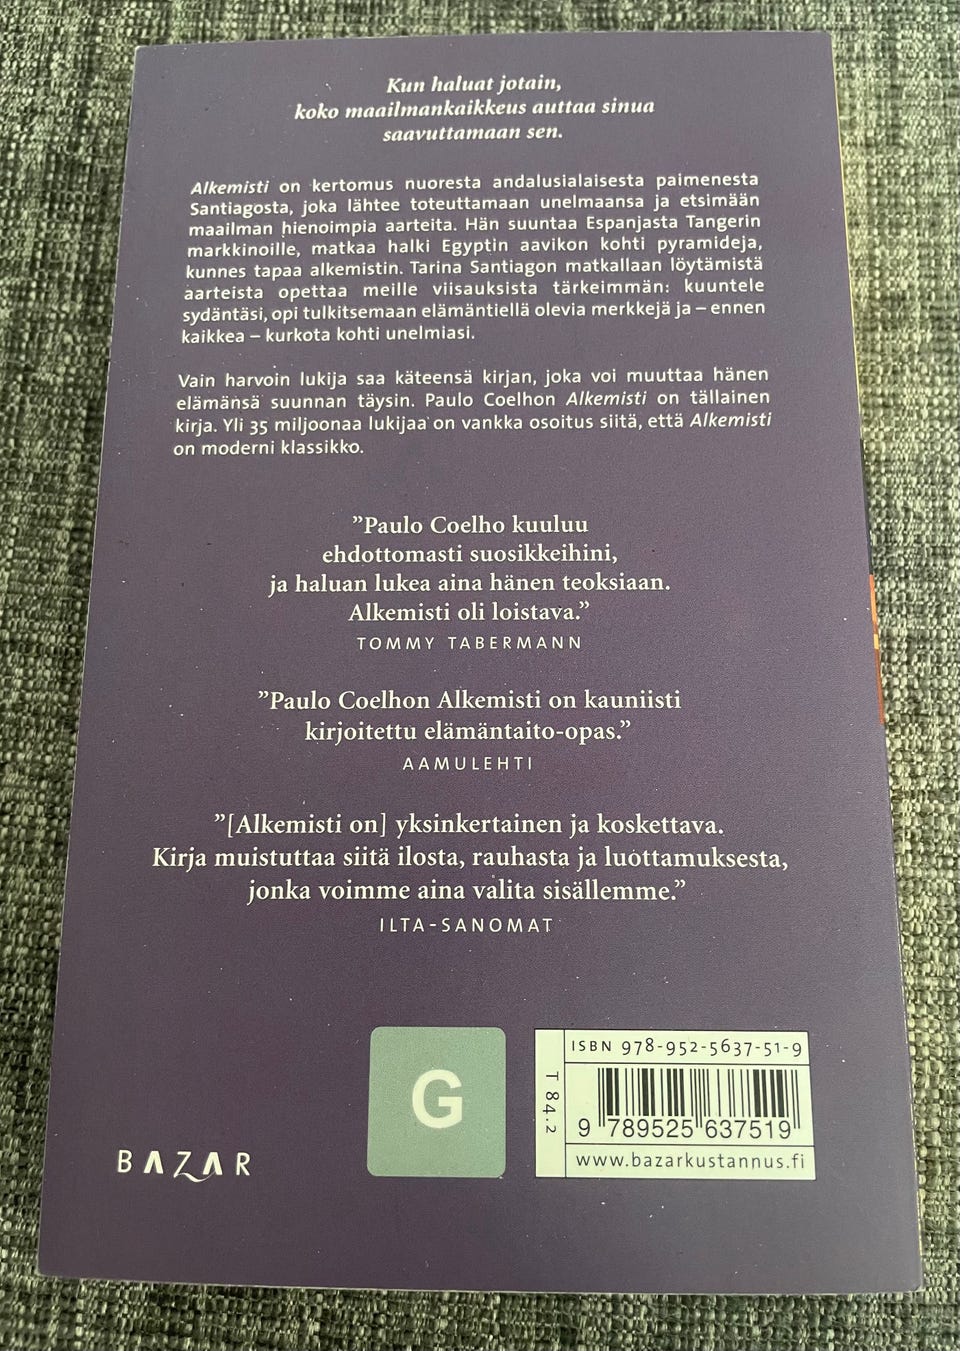 Kun haluat jotain,
koko maailmankaikkeus auttaa sinua
saavuttamaan sen.
Alkemisti on kertomus nuoresta andalusialaisesta paimenesta
Santiagosta, joka lähtee toteuttamaan unelmaansa ja etsimään
maailman hienoimpia aarteita. Hän suuntaa Espanjasta Tangerin
markkinoille, matkaa halki Egyptin aavikon kohti pyramideja,
kunnes tapaa alkemistin. Tarina Santiagon matkallaan löytämistä
aarteista opettaa meille viisauksista tärkeimmän: kuuntele
sydäntäsi, opi tulkitsemaan elämäntiellä olevia merkkejä ja – ennen
kaikkea – kurkota kohti unelmiasi.
Vain harvoin lukija saa käteensä kirjan, joka voi muuttaa hänen
elämänsä suunnan täysin. Paulo Coelhon Alkemisti on tällainen
kirja. Yli 35 miljoonaa lukijaa on vankka osoitus siitä, että Alkemisti
on moderni klassikko.
”Paulo Coelho kuuluu
ehdottomasti suosikkeihini,
ja haluan lukea aina hänen teoksiaan.
Alkemisti oli loistava.”
TOMMY TABERMANN
”Paulo Coelhon Alkemisti on kauniisti
kirjoitettu elämäntaito-opas.”
AAMULEHTI
”[Alkemisti on] yksinkertainen ja koskettava.
Kirja muistuttaa siitä ilosta, rauhasta ja luottamuksesta,
jonka voimme aina valita sisällemme.”
ILTA-SANOMAT
BAZAR
G
T 84.2
ISBN 978-952-5637-51-9
9 789525 637519
www.bazarkustannus.fi